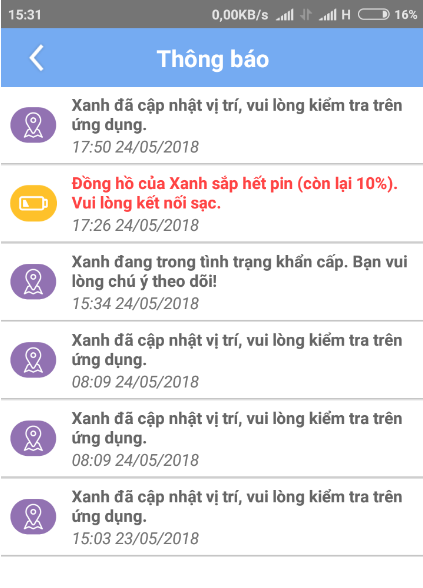 15:31 0,00KB/s H 16%
Thông báo
Xanh đã cập nhật vị trí, vui lòng kiểm tra trên
ứng dụng.
17:50 24/05/2018
Đồng hồ của Xanh sắp hết pin (còn lại 10%).
Vui lòng kết nối sạc.
17:26 24/05/2018
Xanh đang trong tình trạng khẩn cấp. Bạn vui
lòng chú ý theo dõi!
15:34 24/05/2018
Xanh đã cập nhật vị trí, vui lòng kiểm tra trên
ứng dụng.
08:09 24/05/2018
Xanh đã cập nhật vị trí, vui lòng kiểm tra trên
ứng dụng.
08:09 24/05/2018
Xanh đã cập nhật vị trí, vui lòng kiểm tra trên
ứng dụng.
15:03 23/05/2018